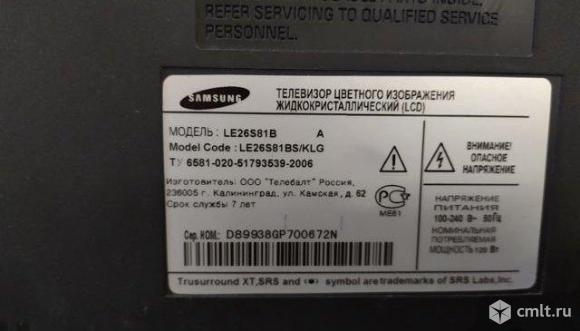 REFER SERVICING TO QUALIFIED SERVICE
PERSONNEL.
SAMSUNG
ТЕЛЕВИЗОР ЦВЕТНОГО ИЗОБРАЖЕНИЯ
ЖИДКОКРИСТАЛЛИЧЕСКИЙ (LCD)
МОДЕЛЬ : LE26S81B A
Model Code : LE26S81BS/KLG
ТУ 6581-020-51793539-2006
ВНИМАНИЕ!
ОПАСНОЕ
НАПРЯЖЕНИЕ
Изготовитель: ООО "Телебалт" Россия,
236005 г. Калининград, ул. Камская, д. 62
Срок службы 7 лет
МЕ61
НАПРЯЖЕНИЕ
ПИТАНИЯ
100-240 В~ 50Гц
НОМИНАЛЬНАЯ
ПОТРЕБЛЯЕМАЯ
МОЩНОСТЬ 120 Вт
Сер. НОМ.: D89938GP700672N
Trusurround XT,SRS and symbol are trademarks of SRS Labs,Inc.
cmlt.ru